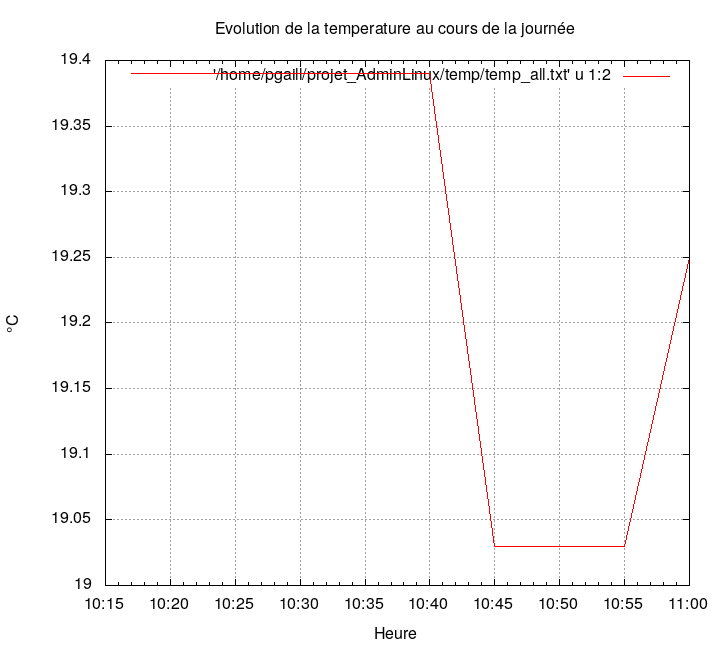 Evolution de la temperature au cours de la journée
19.4
'/home/pgaill/projet_AdminLinux/temp/temp_all.txt' u 1:2
19.35
19.3
19.25
19.2
°C
19.15
19.1
19.05
19
10:15 10:20 10:25 10:30 10:35 10:40 10:45 10:50 10:55 11:00
Heure